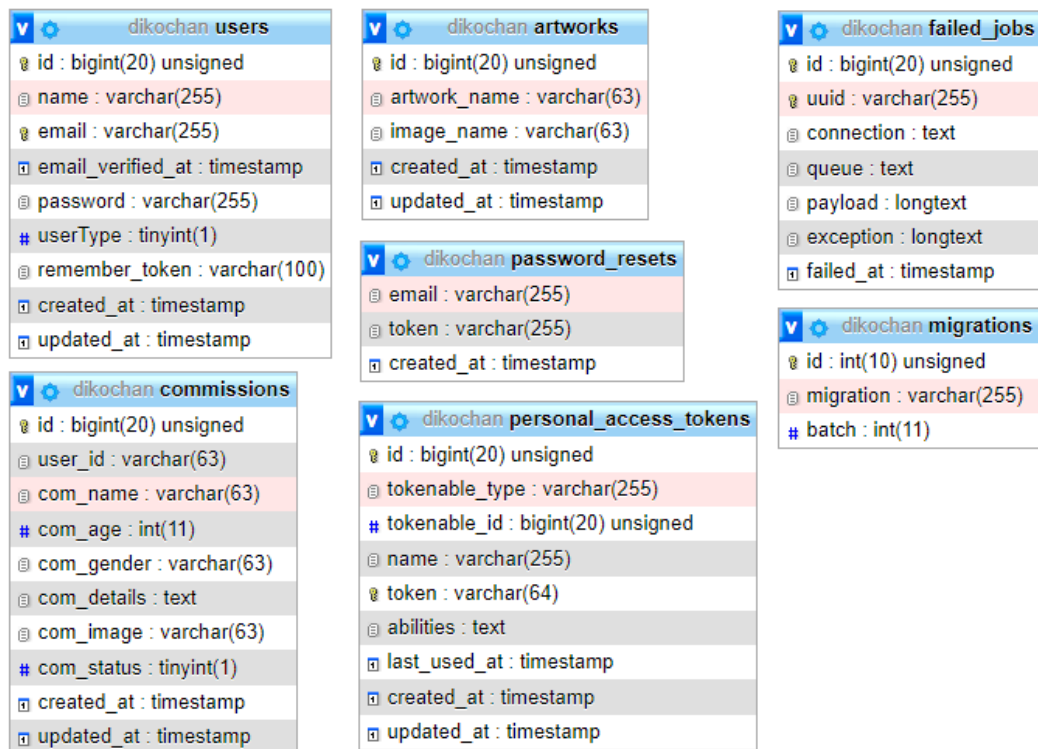 dikochan users
id : bigint(20) unsigned
name : varchar(255)
email : varchar(255)
email_verified_at : timestamp
password : varchar(255)
# userType : tinyint(1)
remember_token : varchar(100)
created_at : timestamp
updated_at : timestamp
dikochan commissions
id : bigint(20) unsigned
user_id : varchar(63)
com_name : varchar(63)
# com_age : int(11)
com_gender : varchar(63)
com_details : text
com_image : varchar(63)
# com_status : tinyint(1)
created_at : timestamp
updated_at : timestamp
dikochan artworks
id : bigint(20) unsigned
artwork_name : varchar(63)
image_name : varchar(63)
created_at : timestamp
updated_at : timestamp
dikochan password_resets
email : varchar(255)
token : varchar(255)
created_at : timestamp
dikochan personal_access_tokens
id : bigint(20) unsigned
tokenable_type : varchar(255)
# tokenable_id : bigint(20) unsigned
name : varchar(255)
token : varchar(64)
abilities : text
last_used_at : timestamp
created_at : timestamp
updated_at : timestamp
dikochan failed_jobs
id : bigint(20) unsigned
uuid : varchar(255)
connection : text
queue : text
payload : longtext
exception : longtext
failed_at : timestamp
dikochan migrations
id : int(10) unsigned
migration : varchar(255)
# batch : int(11)